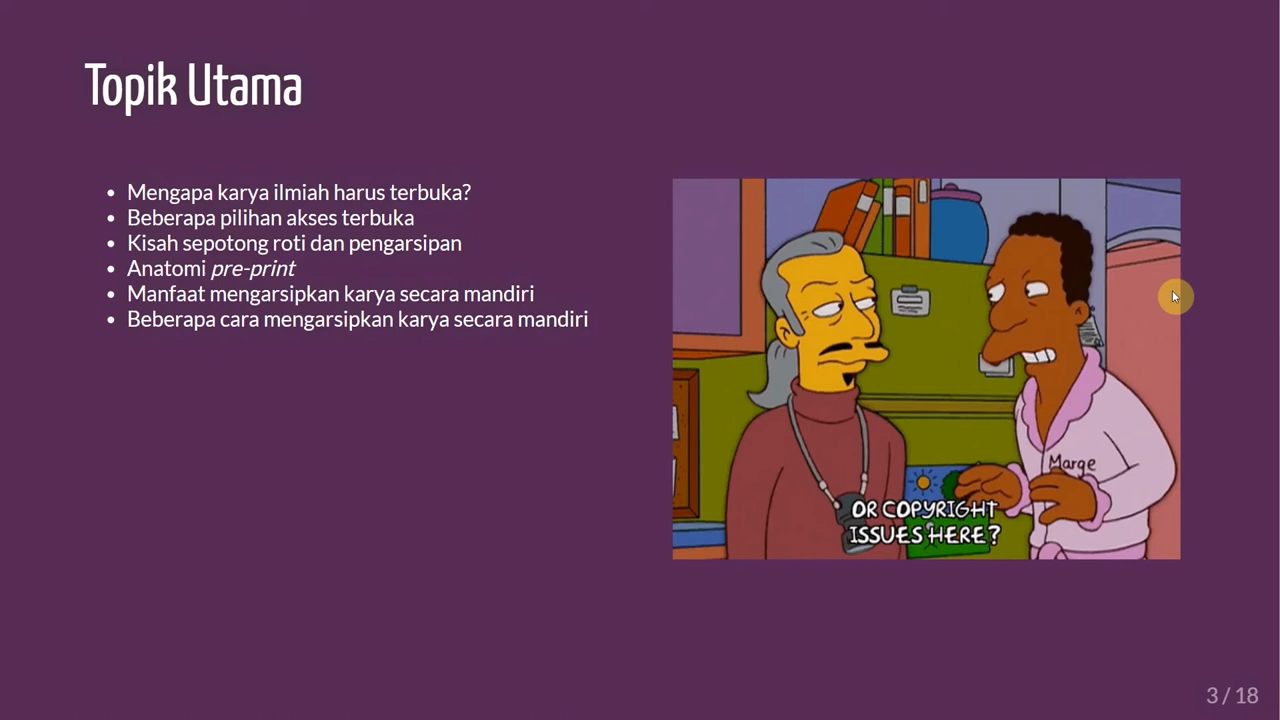 Topik Utama
Mengapa karya ilmiah harus terbuka?
Beberapa pilihan akses terbuka
Kisah sepotong roti dan pengarsipan
Anatomi pre-print
Manfaat mengarsipkan karya secara mandiri
Beberapa cara mengarsipkan karya secara mandiri
Marge
OR COPYRIGHT
ISSUES HERE?
3 / 18